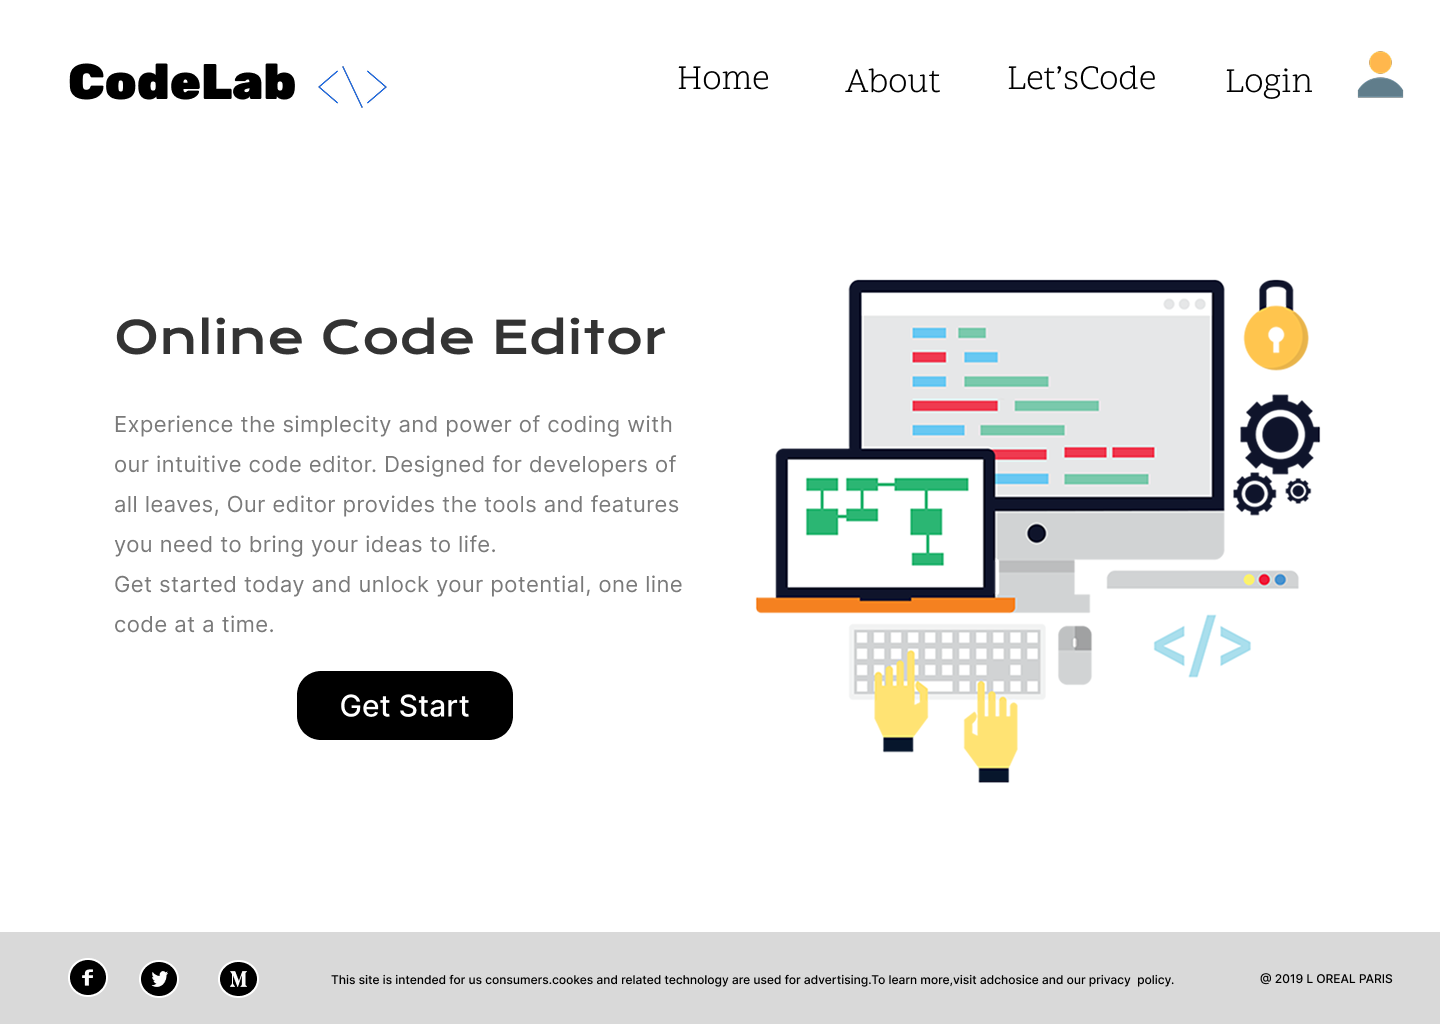 CodeLab <\>
Home About Let’sCode Login
Online Code Editor
Experience the simplecity and power of coding with
our intuitive code editor. Designed for developers of
all leaves, Our editor provides the tools and features
you need to bring your ideas to life.
Get started today and unlock your potential, one line
code at a time.
Get Start
</>
This site is intended for us consumers.cookes and related technology are used for advertising.To learn more,visit adchosice and our privacy  policy.
@ 2019 L OREAL PARIS